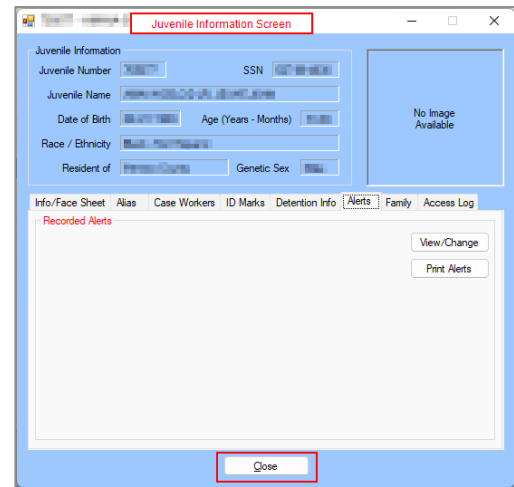 Juvenile Information Screen
Juvenile Information
Juvenile Number SSN
Juvenile Name
Date of Birth Age (Years - Months)
Race / Ethnicity
Resident of Genetic Sex
No Image
Available
Info/Face Sheet Alias Case Workers ID Marks Detention Info Alerts Family Access Log
Recorded Alerts
View/Change
Print Alerts
Close